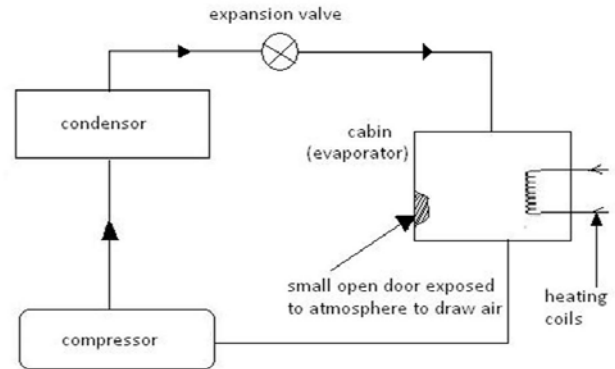 expansion valve
condensor
cabin
(evaporator)
small open door exposed
to atmosphere to draw air
heating
coils
compressor